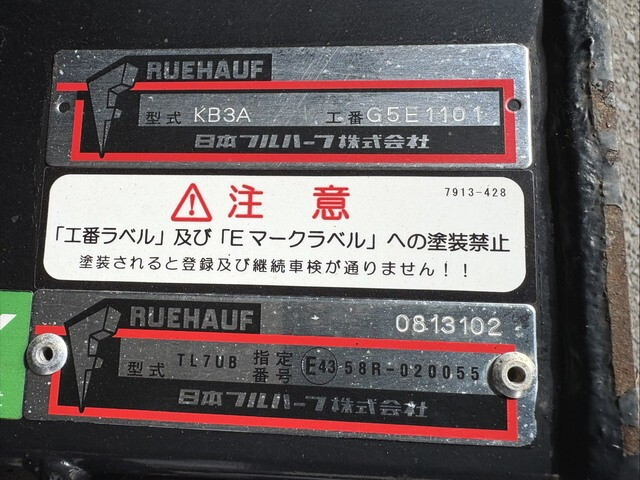 RUEHAUF
型式 KB3A 工番 G5E1101
日本フルハーフ株式会社
7913-428
注 意
「工番ラベル」及び「Eマークラベル」への塗装禁止
塗装されると登録及び継続車検が通りません!!
RUEHAUF
0813102
型式 TL7UB 指定番号 E43-58R-020055
日本フルハーフ株式会社